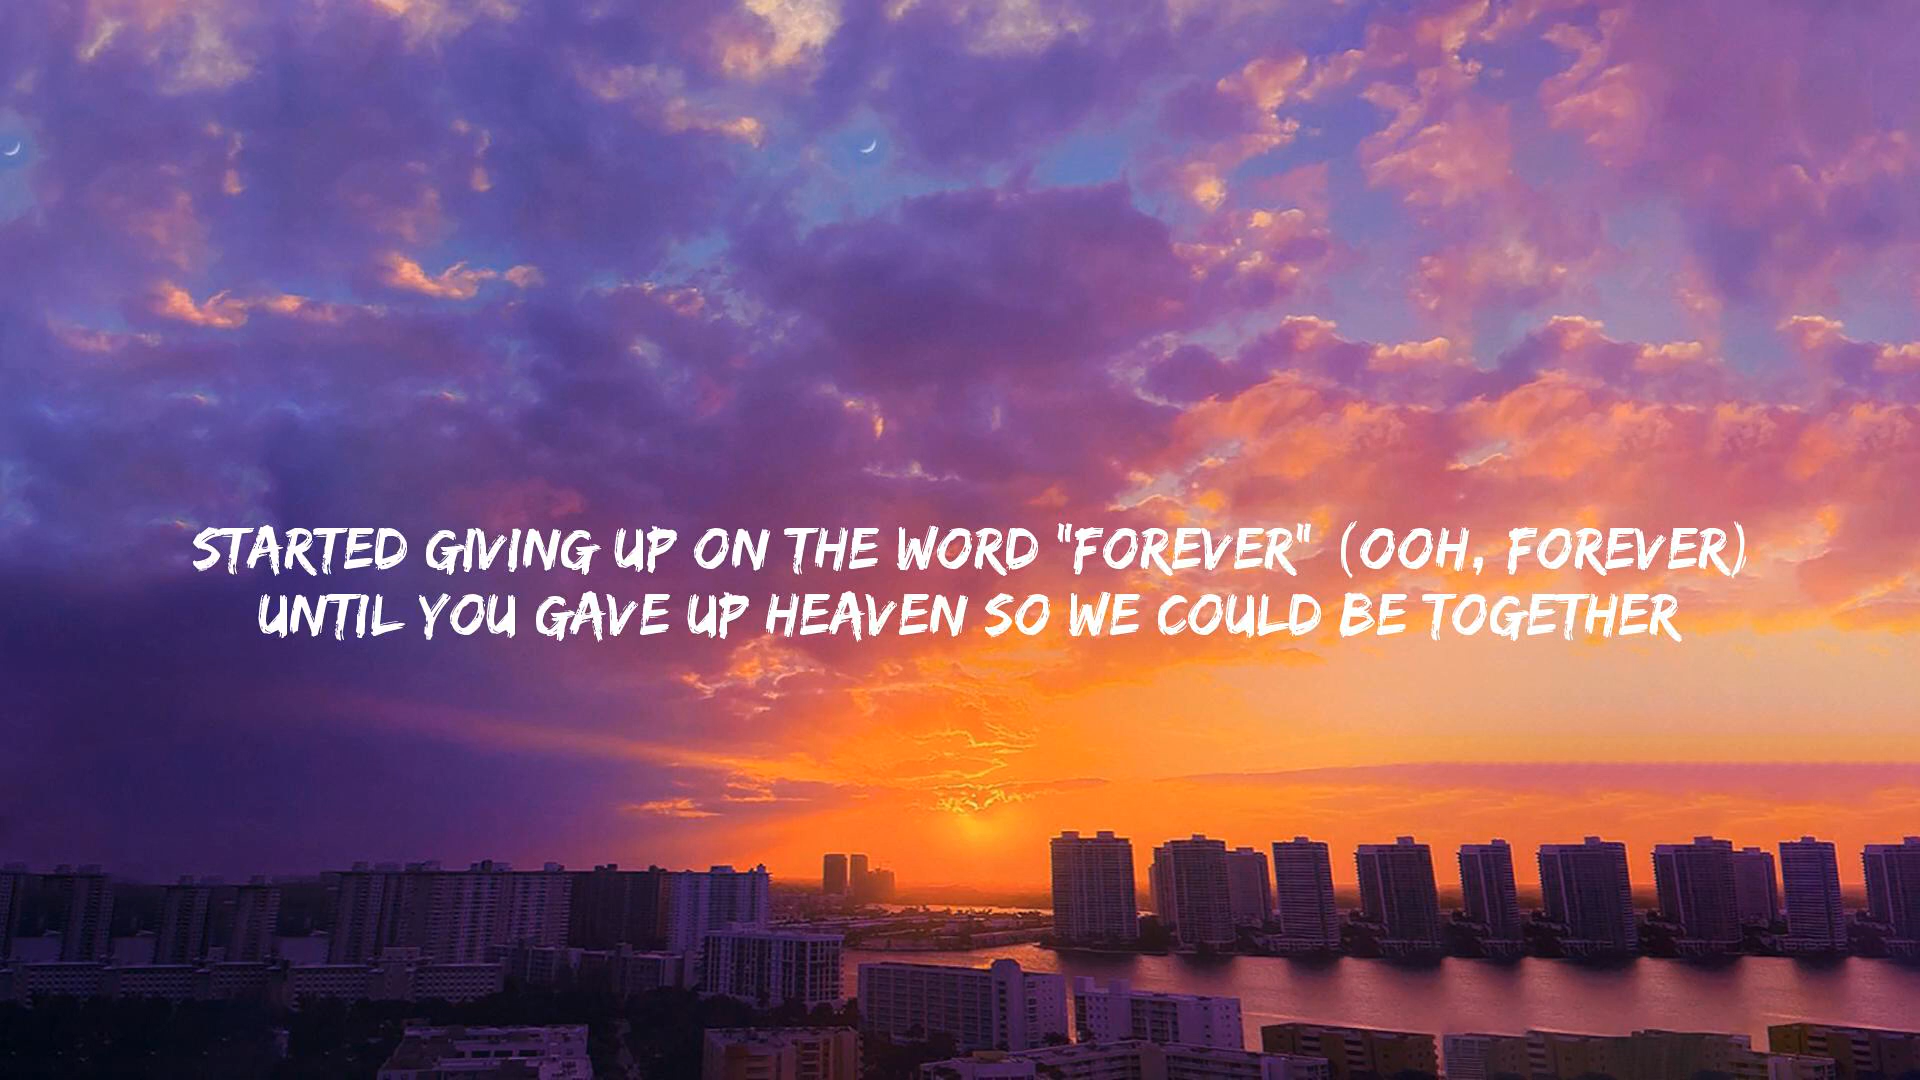 STARTED GIVING UP ON THE WORD "FOREVER" (OOH, FOREVER)
UNTIL YOU GAVE UP HEAVEN SO WE COULD BE TOGETHER